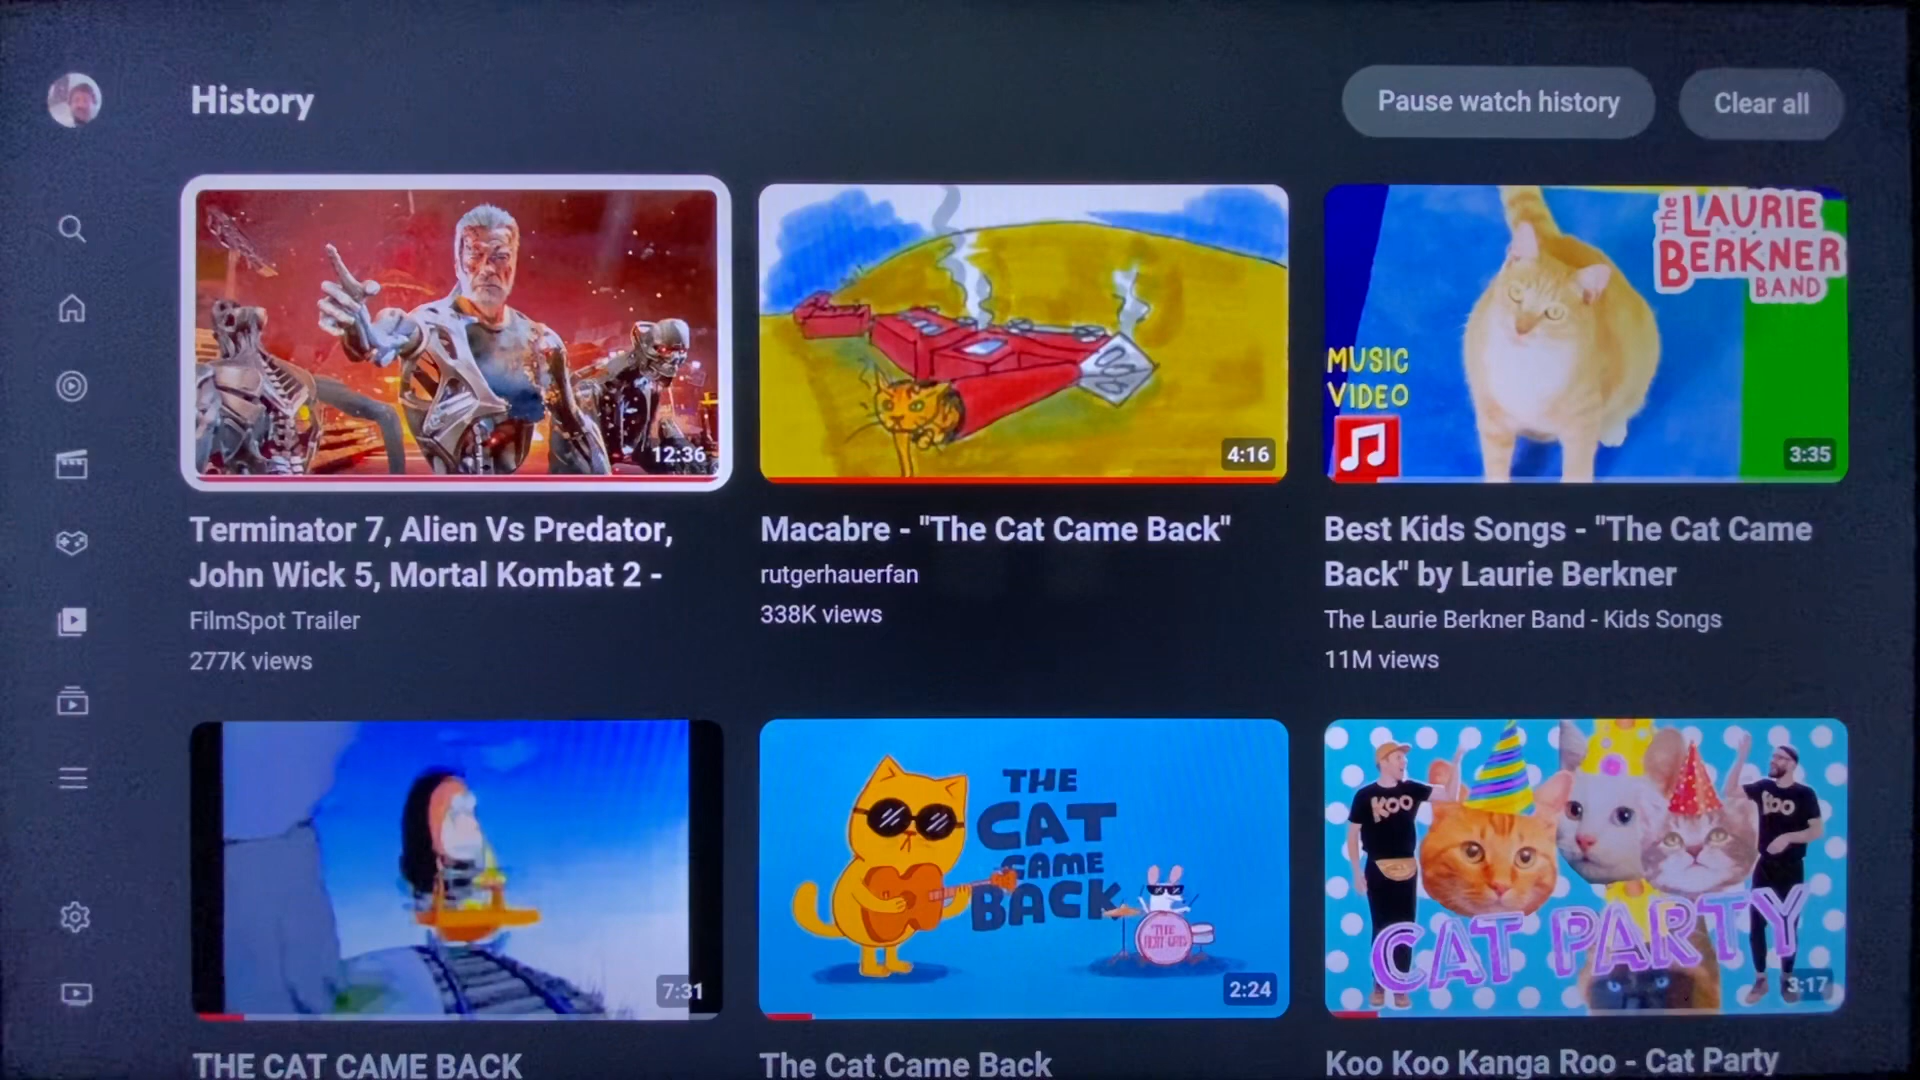 History
Pause watch history
Clear all
12:36
4:16
The
LAURIE
BERKNER
BAND
MUSIC
VIDEO
3:35
Terminator 7, Alien Vs Predator,
John Wick 5, Mortal Kombat 2 -
FilmSpot Trailer
277K views
Macabre - "The Cat Came Back"
rutgerhauerfan
338K views
Best Kids Songs - "The Cat Came
Back" by Laurie Berkner
The Laurie Berkner Band - Kids Songs
11M views
7:31
THE
CAT
CAME
BACK
2:24
KOO
Koo
CAT PARTY
3:17
THE CAT CAME BACK
The Cat Came Back
Koo Koo Kanga Roo - Cat Party